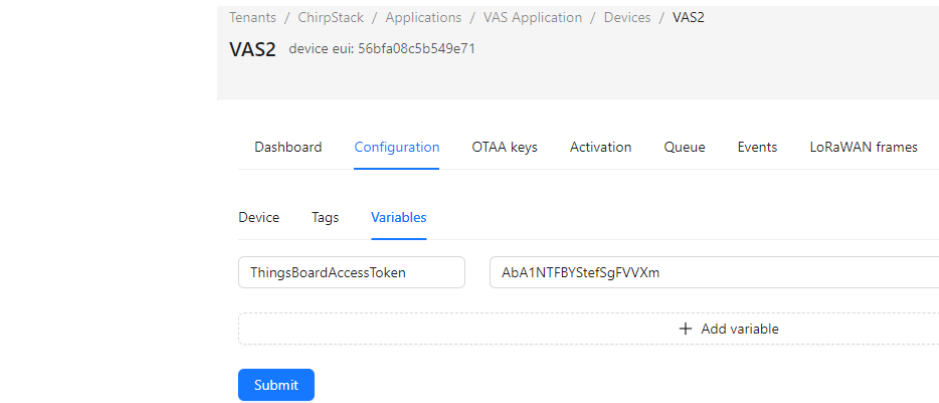 Tenants / ChirpStack / Applications / VAS Application / Devices / VAS2
VAS2 device eui: 56bfa08c5b549e71
Dashboard Configuration OTAA keys Activation Queue Events LoRaWAN frames
Device Tags Variables
ThingsBoardAccessToken AbA1NTFBYStefSgFVVXm
+ Add variable
Submit